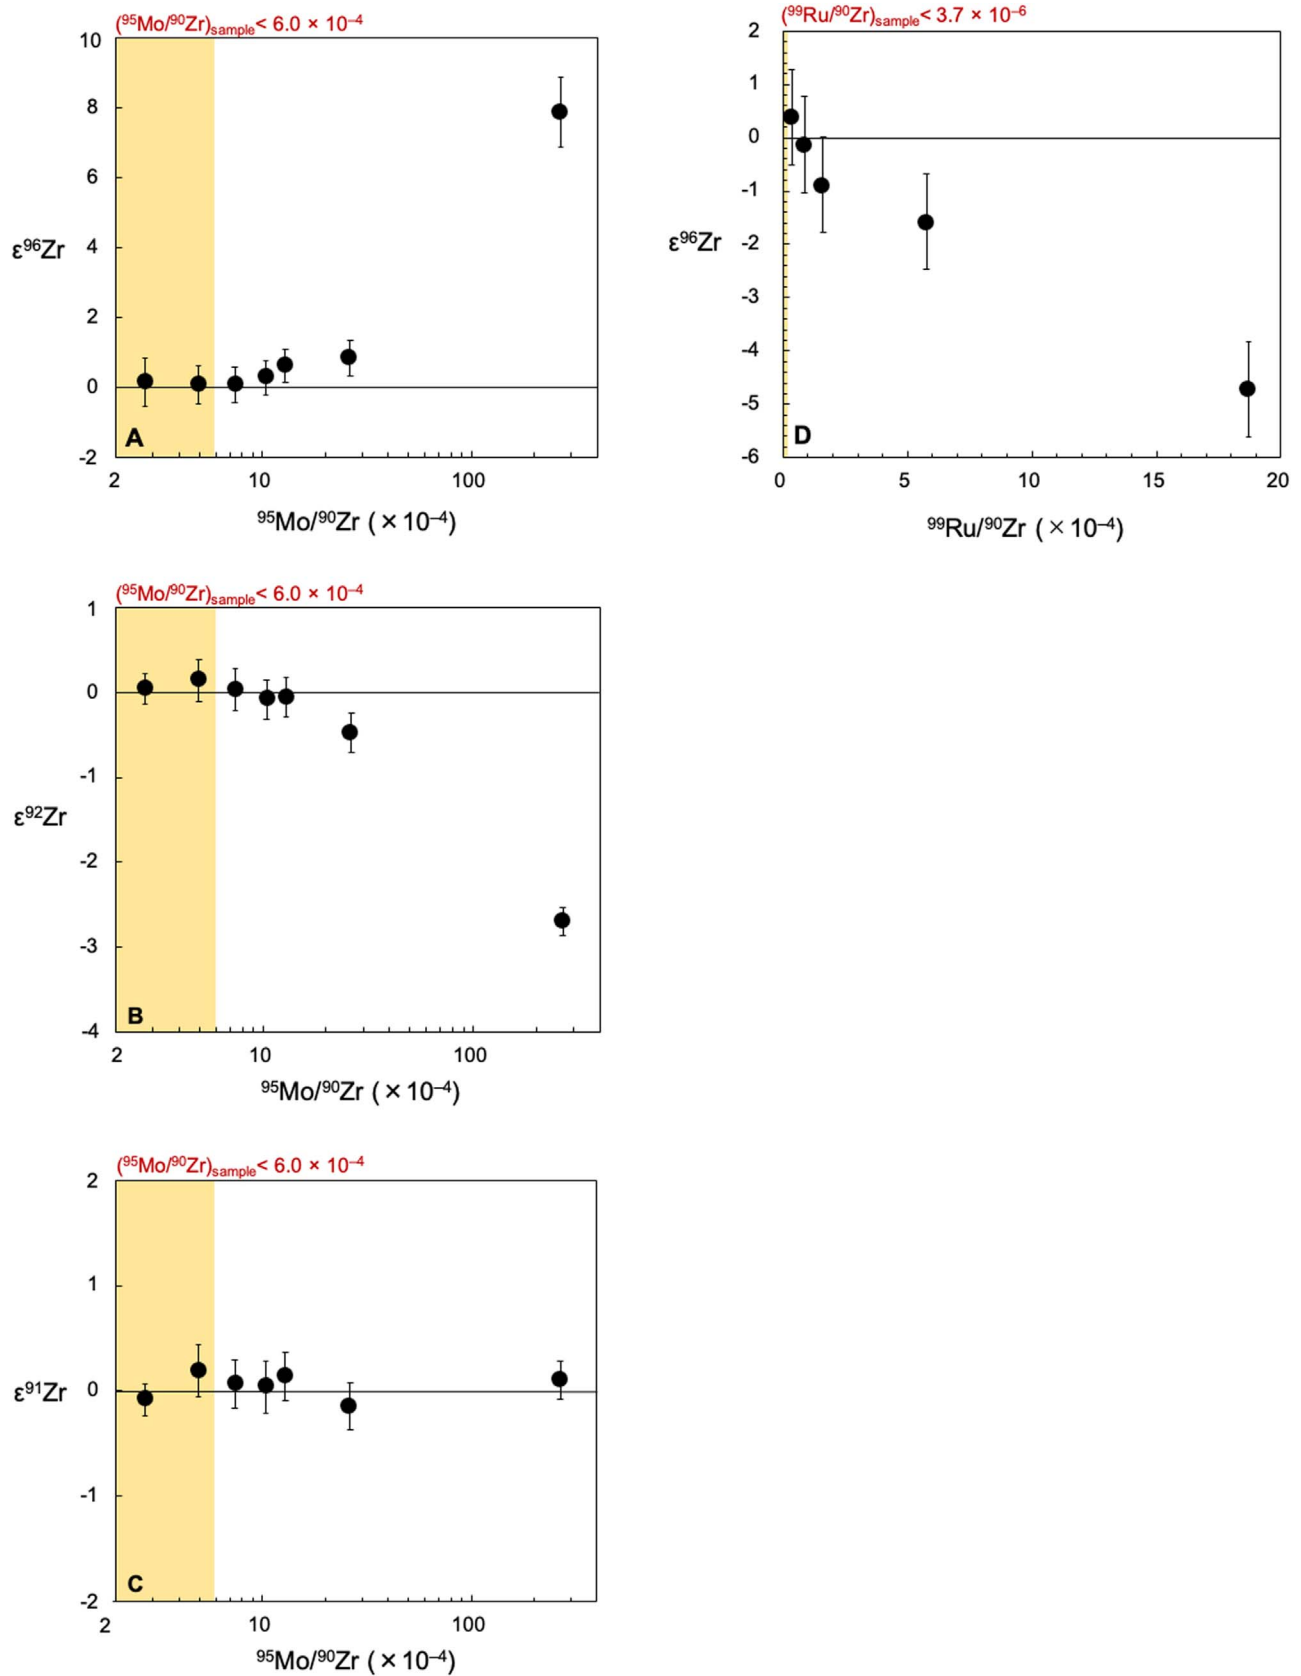 (⁹⁵Mo/⁹⁰Zr)sample< 6.0 × 10⁻⁴
10
8
6
4
2
0
-2
ε⁹⁶Zr
A
2 10 100
⁹⁵Mo/⁹⁰Zr ( × 10⁻⁴)
(⁹⁹Ru/⁹⁰Zr)sample< 3.7 × 10⁻⁶
2
1
0
-1
-2
-3
-4
-5
-6
ε⁹⁶Zr
D
0 5 10 15 20
⁹⁹Ru/⁹⁰Zr ( × 10⁻⁴)
(⁹⁵Mo/⁹⁰Zr)sample< 6.0 × 10⁻⁴
1
0
-1
-2
-3
-4
ε⁹²Zr
B
2 10 100
⁹⁵Mo/⁹⁰Zr ( × 10⁻⁴)
(⁹⁵Mo/⁹⁰Zr)sample< 6.0 × 10⁻⁴
2
1
0
-1
-2
ε⁹¹Zr
C
2 10 100
⁹⁵Mo/⁹⁰Zr ( × 10⁻⁴)